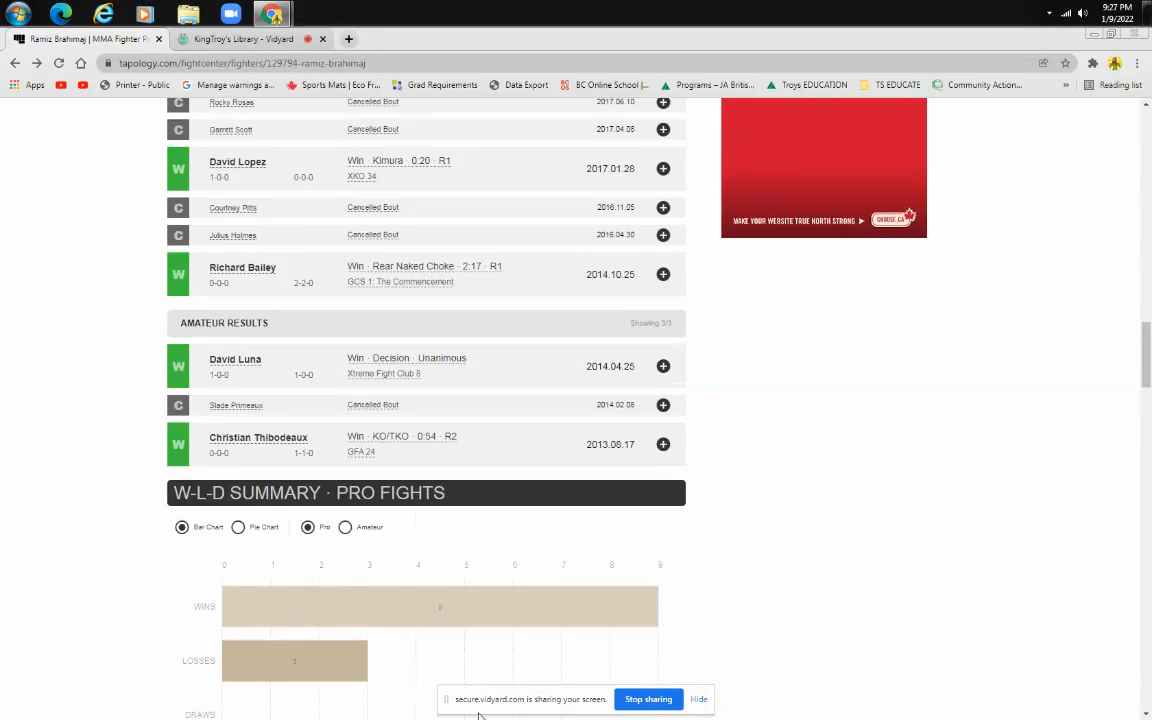 9:27 PM
1/9/2022
Ramiz Brahimaj | MMA Fighter P
KingTroy's Library - Vidyard
tapology.com/fightcenter/fighters/129794-ramiz-brahimaj
Apps Printer - Public Manage warnings a... Sports Mats | Eco Fr... Grad Requirements Data Export BC Online School |... Programs – JA Britis... Troys EDUCATION TS EDUCATE Community Action... » Reading list
C Rocky Rosas Cancelled Bout 2017.06.10
C Garrett Scott Cancelled Bout 2017.04.08
W David Lopez Win · Kimura · 0:20 · R1 2017.01.28
1-0-0 0-0-0 XKO 34
C Courtney Pitts Cancelled Bout 2016.11.05
C Julius Holmes Cancelled Bout 2016.04.30
W Richard Bailey Win · Rear Naked Choke · 2:17 · R1 2014.10.25
0-0-0 2-2-0 GCS 1: The Commencement
AMATEUR RESULTS Showing 3/3
W David Luna Win · Decision · Unanimous 2014.04.25
1-0-0 1-0-0 Xtreme Fight Club 8
C Slade Primeaux Cancelled Bout 2014.02.08
W Christian Thibodeaux Win · KO/TKO · 0:54 · R2 2013.08.17
0-0-0 1-1-0 GFA 24
W-L-D SUMMARY · PRO FIGHTS
Bar Chart Pie Chart Pro Amateur
0 1 2 3 4 5 6 7 8 9
WINS 9
LOSSES 3
DRAWS
MAKE YOUR WEBSITE TRUE NORTH STRONG ➤ CHOOSE.CA
secure.vidyard.com is sharing your screen. Stop sharing Hide